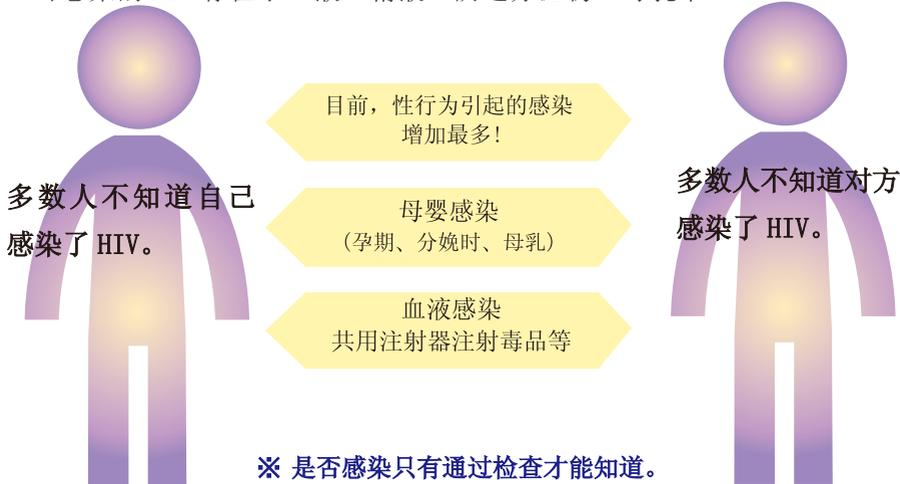 目前，性行为引起的感染
增加最多!
多数人不知道自己
感染了 HIV。
母婴感染
（孕期、分娩时、母乳）
血液感染
共用注射器注射毒品等
多数人不知道对方
感染了 HIV。
※ 是否感染只有通过检查才能知道。